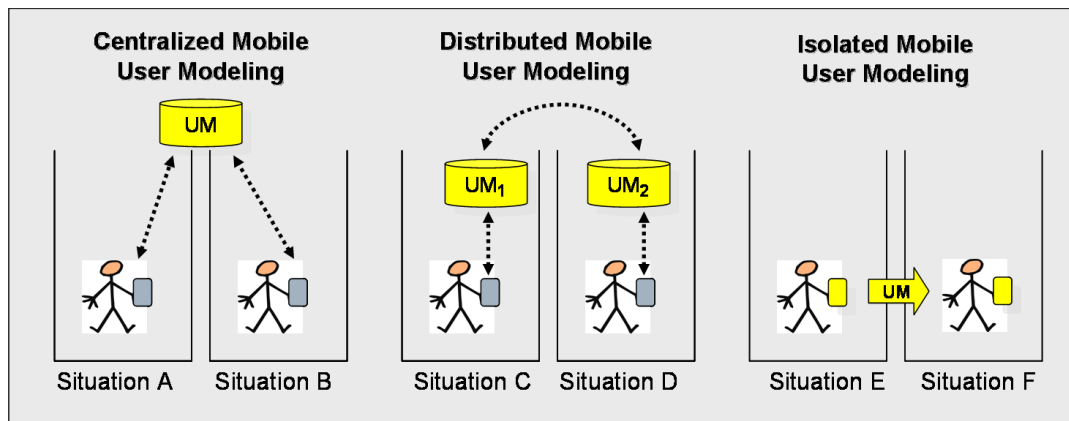 Centralized Mobile
User Modeling
Distributed Mobile
User Modeling
Isolated Mobile
User Modeling
UM
UM₁
UM₂
UM
Situation A
Situation B
Situation C
Situation D
Situation E
Situation F